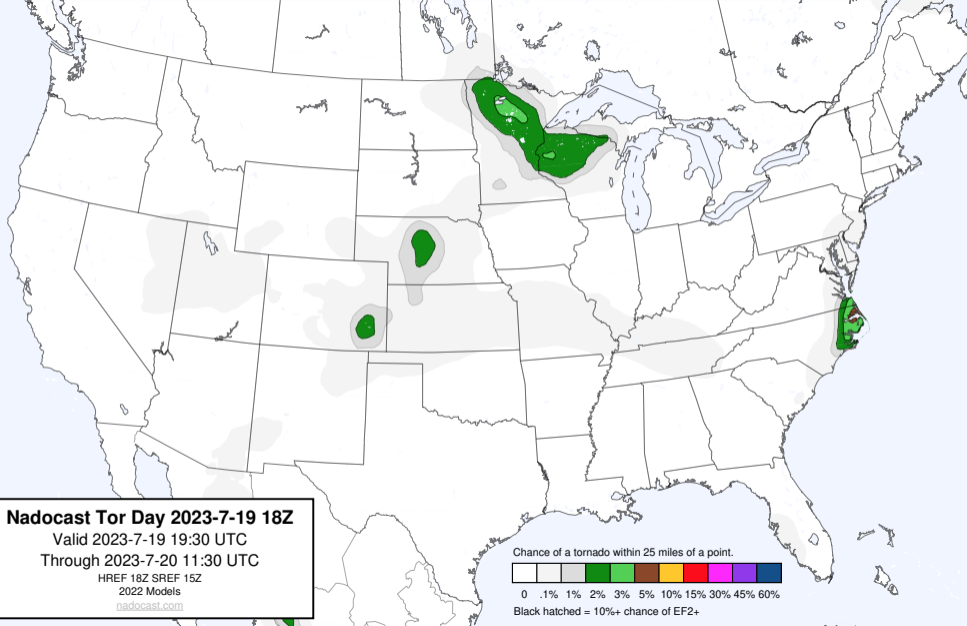 Nadocast Tor Day 2023-7-19 18Z
Valid 2023-7-19 19:30 UTC
Through 2023-7-20 11:30 UTC
HREF 18Z SREF 15Z
2022 Models
nadocast.com
Chance of a tornado within 25 miles of a point.
0 .1% 1% 2% 3% 5% 10% 15% 30% 45% 60%
Black hatched = 10%+ chance of EF2+